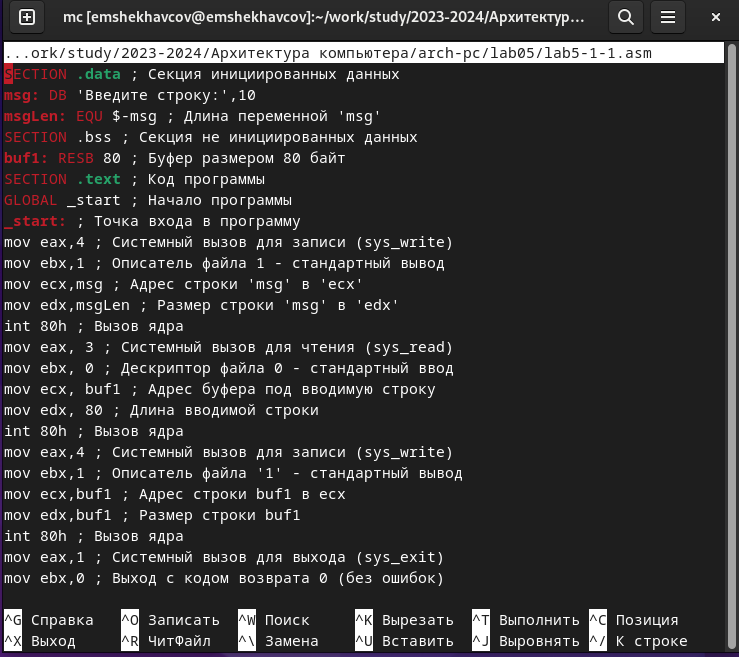 mc [emshekhavcov@emshekhavcov]:~/work/study/2023-2024/Архитектур...
...ork/study/2023-2024/Архитектура компьютера/arch-pc/lab05/lab5-1-1.asm
SECTION .data ; Секция инициированных данных
msg: DB 'Введите строку:',10
msgLen: EQU $-msg ; Длина переменной 'msg'
SECTION .bss ; Секция не инициированных данных
buf1: RESB 80 ; Буфер размером 80 байт
SECTION .text ; Код программы
GLOBAL _start ; Начало программы
_start: ; Точка входа в программу
mov eax,4 ; Системный вызов для записи (sys_write)
mov ebx,1 ; Описатель файла 1 - стандартный вывод
mov ecx,msg ; Адрес строки 'msg' в 'ecx'
mov edx,msgLen ; Размер строки 'msg' в 'edx'
int 80h ; Вызов ядра
mov eax, 3 ; Системный вызов для чтения (sys_read)
mov ebx, 0 ; Дескриптор файла 0 - стандартный ввод
mov ecx, buf1 ; Адрес буфера под вводимую строку
mov edx, 80 ; Длина вводимой строки
int 80h ; Вызов ядра
mov eax,4 ; Системный вызов для записи (sys_write)
mov ebx,1 ; Описатель файла '1' - стандартный вывод
mov ecx,buf1 ; Адрес строки buf1 в ecx
mov edx,buf1 ; Размер строки buf1
int 80h ; Вызов ядра
mov eax,1 ; Системный вызов для выхода (sys_exit)
mov ebx,0 ; Выход с кодом возврата 0 (без ошибок)
^G Справка ^O Записать ^W Поиск ^K Вырезать ^T Выполнить ^C Позиция
^X Выход ^R ЧитФайл ^\ Замена ^U Вставить ^J Выровнять ^/ К строке